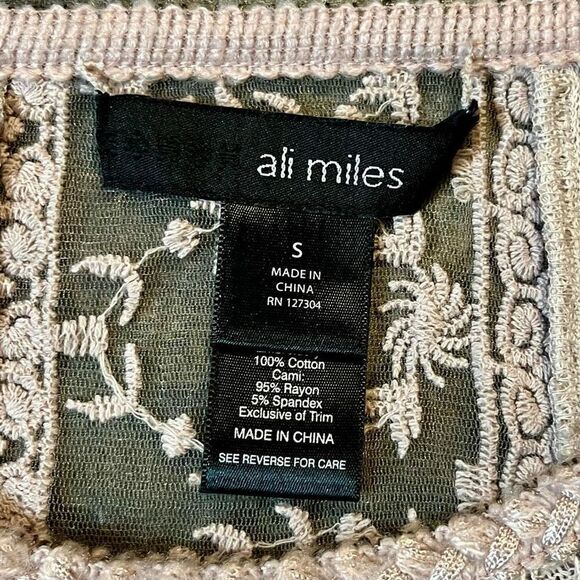 ali miles
S
MADE IN
CHINA
RN 127304
100% Cotton
Cami:
95% Rayon
5% Spandex
Exclusive of Trim
MADE IN CHINA
SEE REVERSE FOR CARE